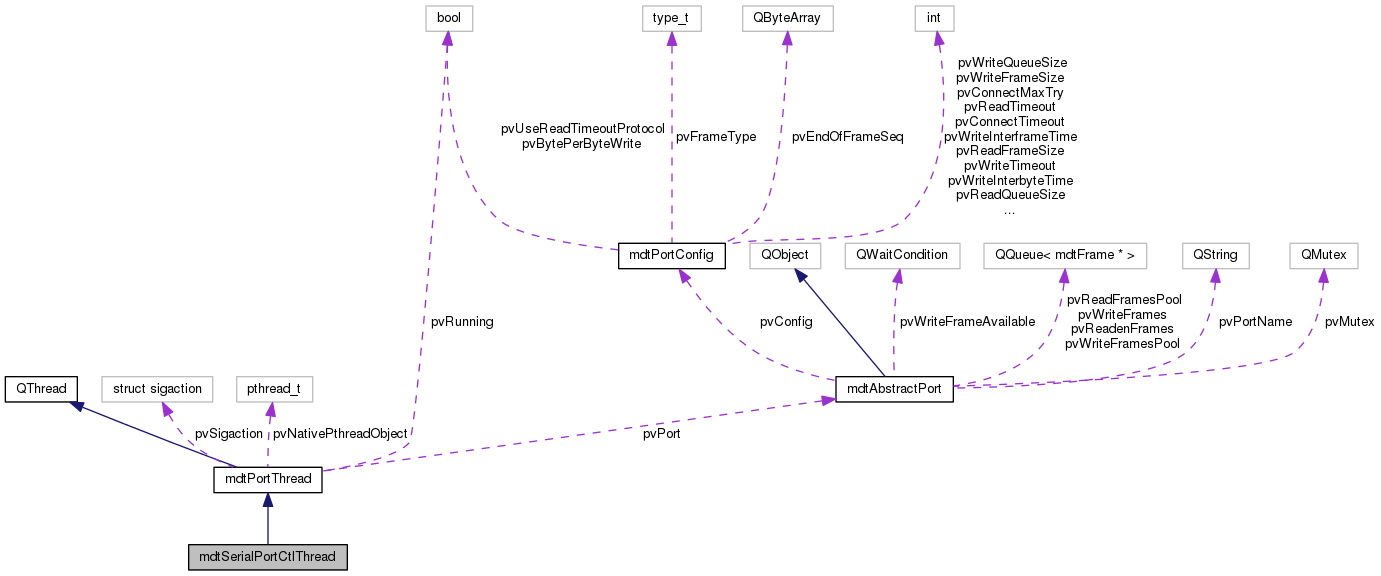 bool
type_t
QByteArray
int
pvWriteQueueSize
pvWriteFrameSize
pvConnectMaxTry
pvReadTimeout
pvConnectTimeout
pvWriteInterframeTime
pvReadFrameSize
pvWriteTimeout
pvWriteInterbyteTime
pvReadQueueSize
...
pvUseReadTimeoutProtocol
pvBytePerByteWrite
pvFrameType
pvEndOfFrameSeq
mdtPortConfig
QObject
QWaitCondition
QQueue< mdtFrame * >
QString
QMutex
pvRunning
pvConfig
pvWriteFrameAvailable
pvReadFramesPool
pvWriteFrames
pvReadenFrames
pvWriteFramesPool
pvPortName
pvMutex
QThread
struct sigaction
pthread_t
mdtAbstractPort
pvSigaction
pvNativePthreadObject
pvPort
mdtPortThread
mdtSerialPortCtlThread